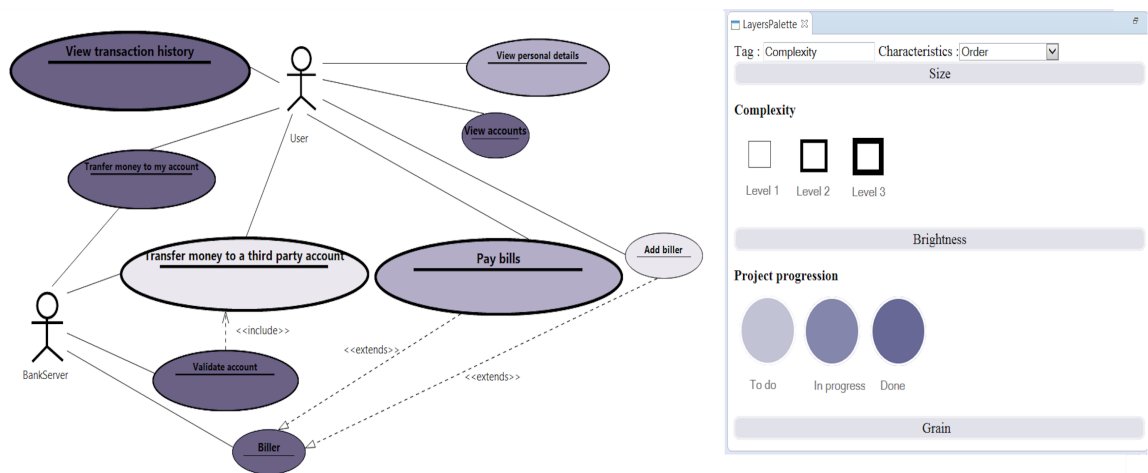 View transaction history
View personal details
View accounts
User
Tranfer money to my account
Transfer money to a third party account
Pay bills
Add biller
<<include>>
<<extends>>
<<extends>>
BankServer
Validate account
Biller
LayersPalette
Tag : Complexity Characteristics : Order
Size
Complexity
Level 1 Level 2 Level 3
Brightness
Project progression
To do In progress Done
Grain